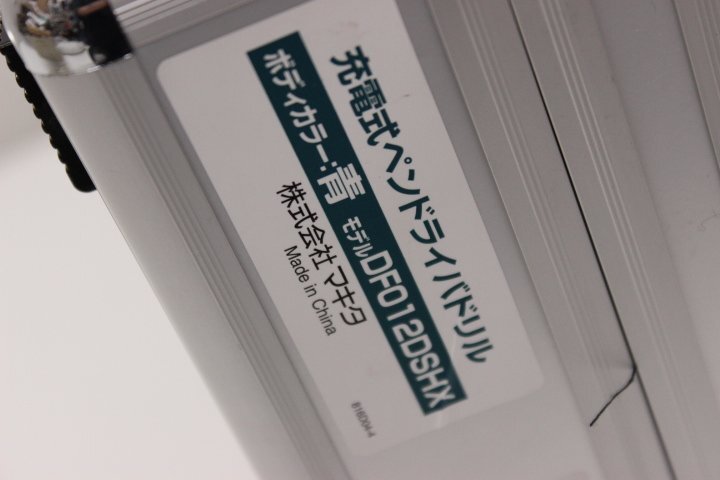 充電式ペンドライバドリル
ボディカラー:青 モデルDF012DSHX
株式会社 マキタ
Made in China
816D04-4